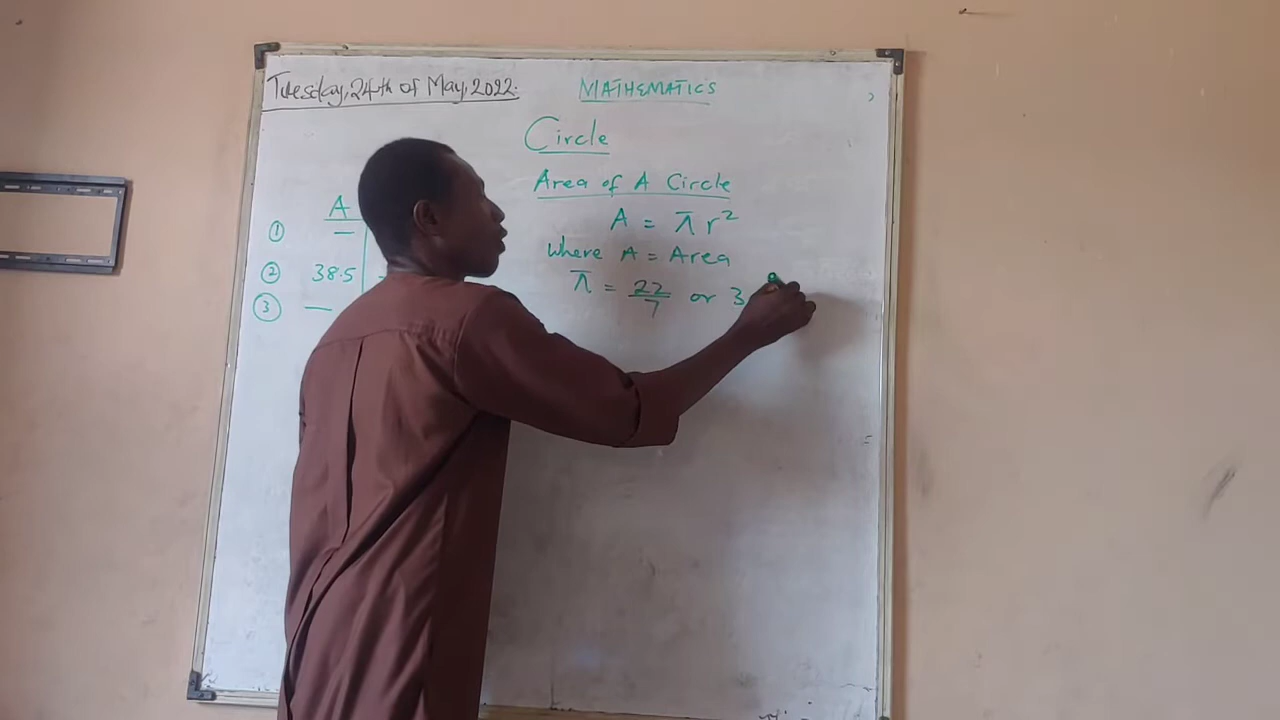 Tuesday, 24th of May, 2022.
MATHEMATICS
Circle
Area of A Circle
A = π r²
where A = Area
π = 22/7 or 3
A
① —
② 38.5
③ —